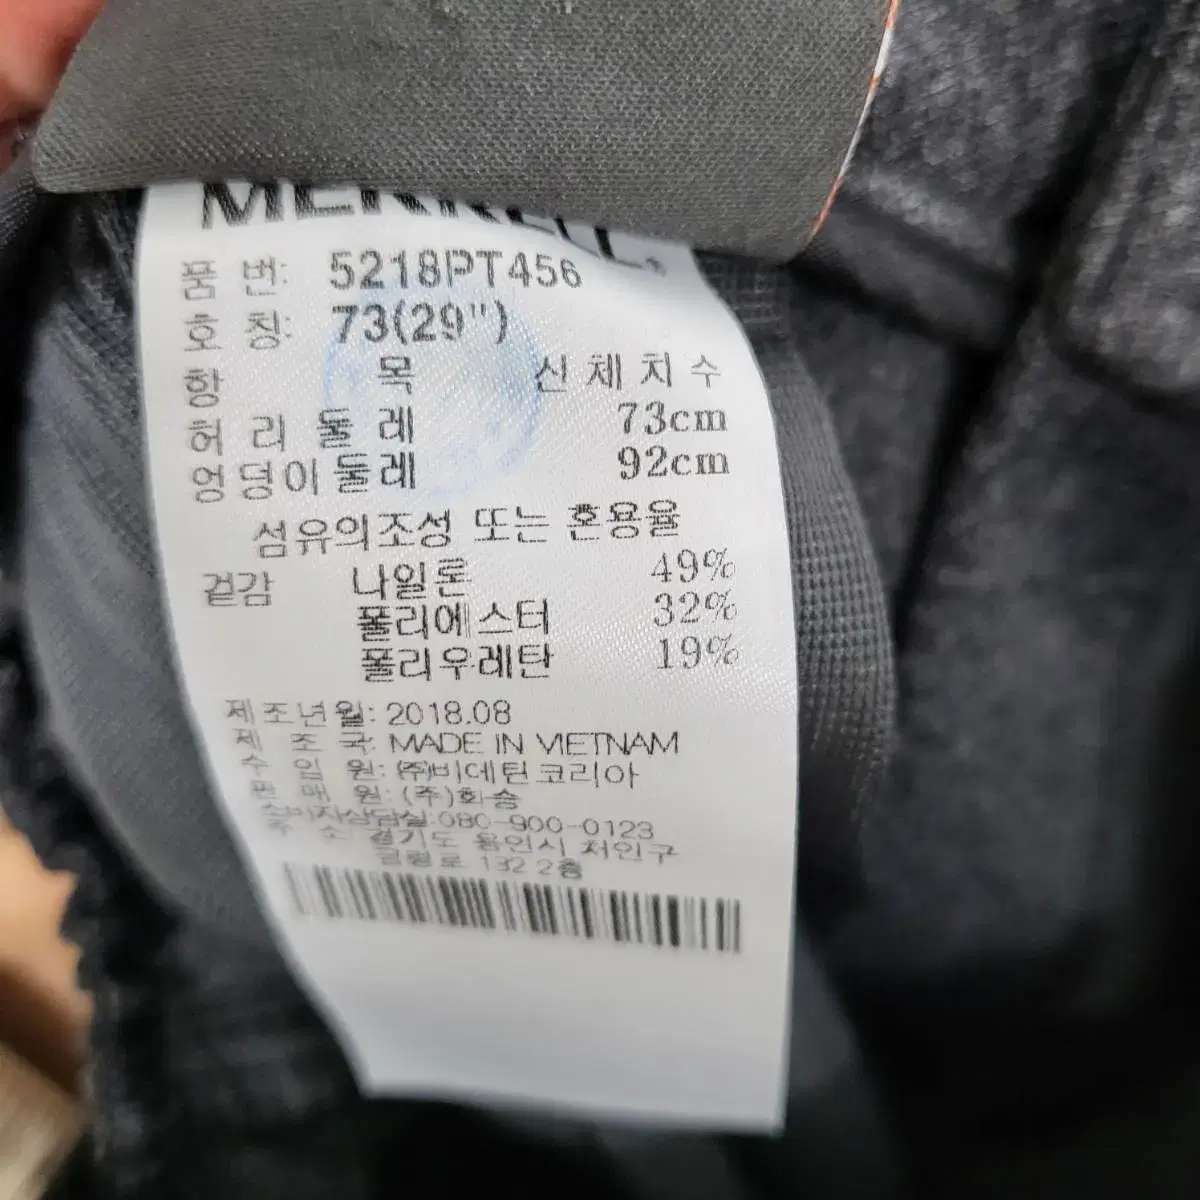 MERRELL
품 번: 5218PT456
호 칭: 73(29")
항 목 신체치수
허리둘레 73cm
엉덩이둘레 92cm
섬유의조성 또는 혼용율
겉감 나일론 49%
폴리에스터 32%
폴리우레탄 19%
제조년월: 2018.08
제 조 국: MADE IN VIETNAM
수 입 원: (주)비데틴코리아
판 매 원: (주)화승
소비자상담실:080-900-0123
주 소 경기도 용인시 처인구
132 2층